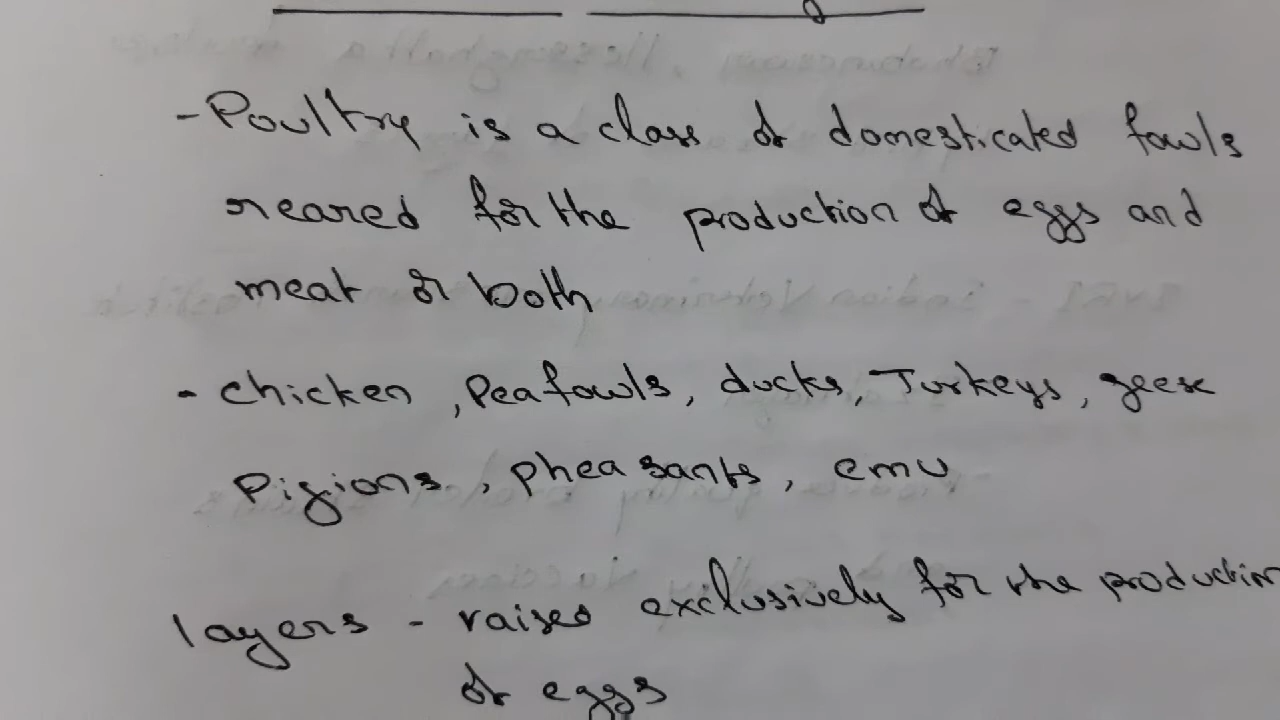 - Poultry is a class of domesticated fowls
reared for the production of eggs and
meat or both
- chicken, Peafowls, ducks, Turkeys, geese
Pigions, pheasants, emu
layers - raised exclusively for the production
of eggs